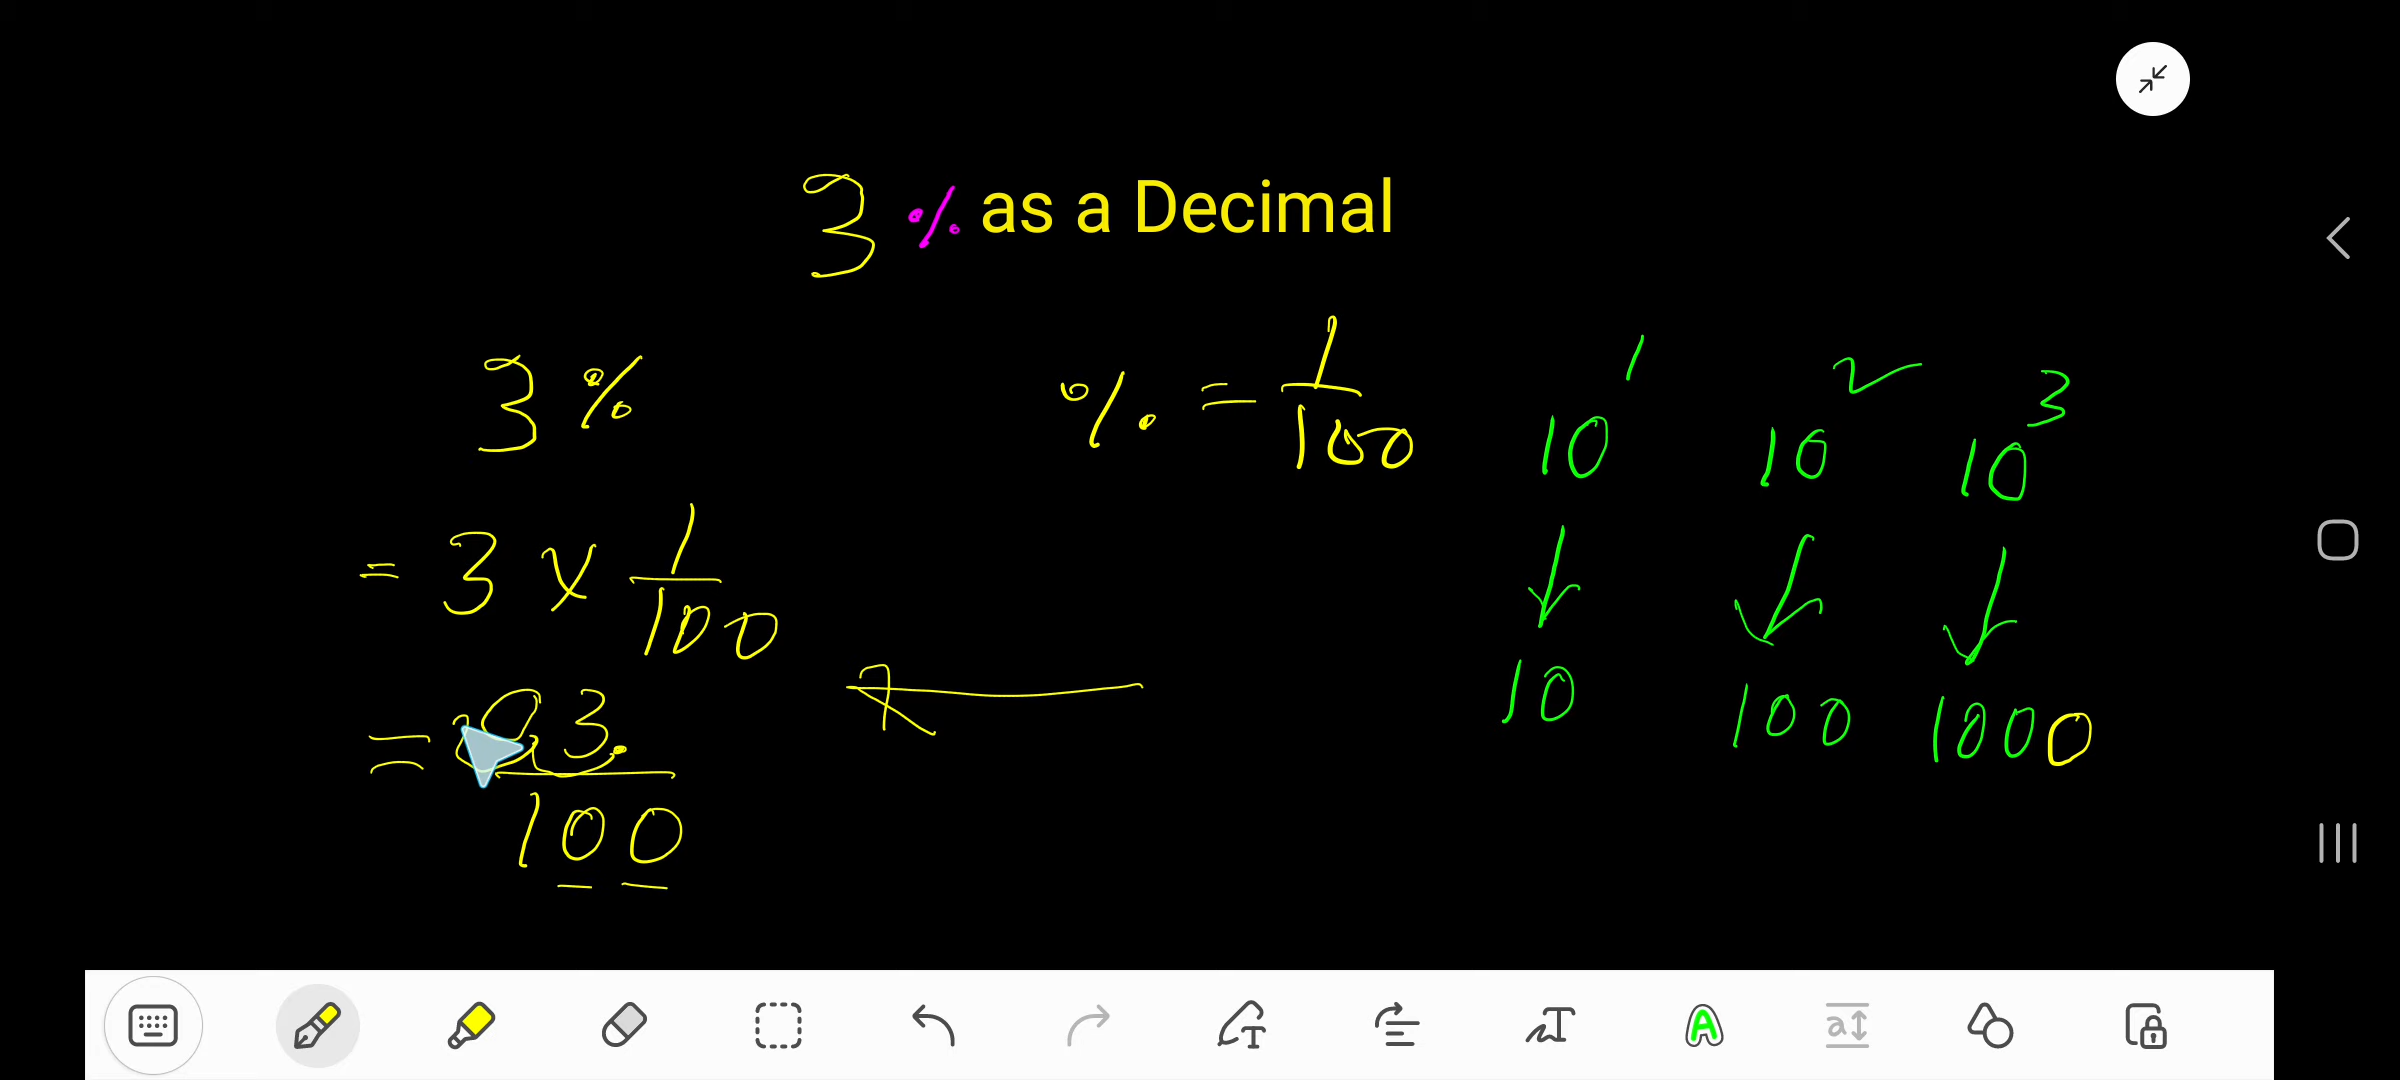 3 % as a Decimal
3 %
% = 1/100
10^1 10^2 10^3
= 3 x 1/100
10 100 1000
= 03./100